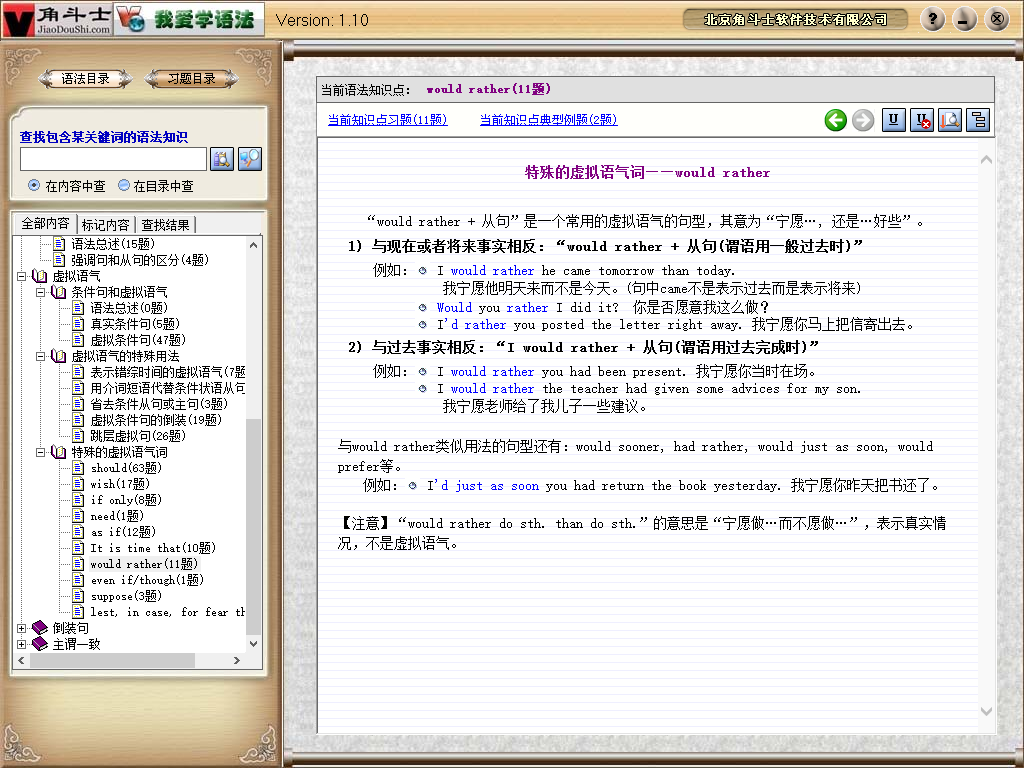 角斗士
JiaoDouShi.com
我爱学语法
Version: 1.10
北京角斗士软件技术有限公司
语法目录
习题目录
查找包含某关键词的语法知识
在内容中查 在目录中查
全部内容 标记内容 查找结果
语法总述(15题)
强调句和从句的区分(4题)
虚拟语气
条件句和虚拟语气
语法总述(0题)
真实条件句(5题)
虚拟条件句(47题)
虚拟语气的特殊用法
表示错综时间的虚拟语气(7题
用介词短语代替条件状语从句
省去条件从句或主句(3题)
虚拟条件句的倒装(19题)
跳层虚拟句(26题)
特殊的虚拟语气词
should(63题)
wish(17题)
if only(8题)
need(1题)
as if(12题)
It is time that(10题)
would rather(11题)
even if/though(1题)
suppose(3题)
lest, in case, for fear th
倒装句
主谓一致
当前语法知识点: would rather(11题)
当前知识点习题(11题) 当前知识点典型例题(2题)
特殊的虚拟语气词——would rather
“would rather + 从句”是一个常用的虚拟语气的句型，其意为“宁愿…，还是…好些”。
1) 与现在或者将来事实相反：“would rather + 从句(谓语用一般过去时)”
例如： I would rather he came tomorrow than today.
我宁愿他明天来而不是今天。(句中came不是表示过去而是表示将来)
Would you rather I did it? 你是否愿意我这么做？
I'd rather you posted the letter right away. 我宁愿你马上把信寄出去。
2) 与过去事实相反：“I would rather + 从句(谓语用过去完成时)”
例如： I would rather you had been present. 我宁愿你当时在场。
I would rather the teacher had given some advices for my son.
我宁愿老师给了我儿子一些建议。
与would rather类似用法的句型还有：would sooner, had rather, would just as soon, would
prefer等。
例如： I'd just as soon you had return the book yesterday. 我宁愿你昨天把书还了。
【注意】“would rather do sth. than do sth.”的意思是“宁愿做…而不愿做…”，表示真实情
况，不是虚拟语气。